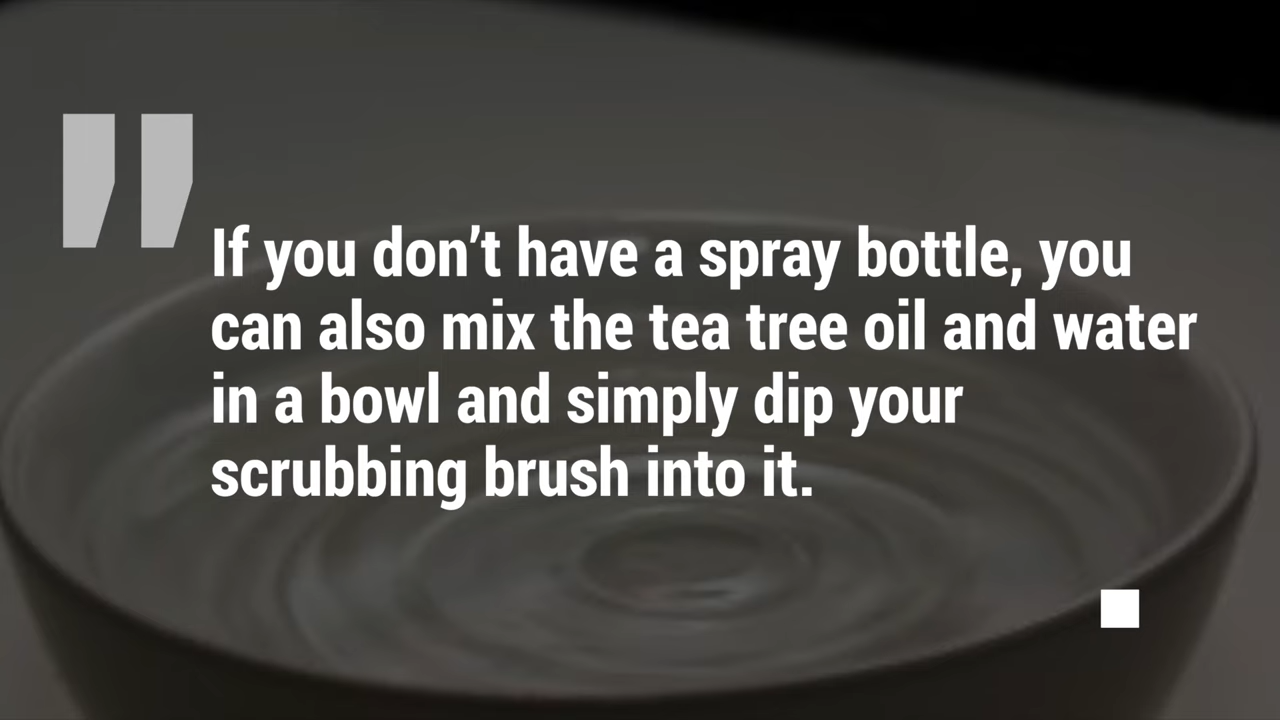 If you don’t have a spray bottle, you
can also mix the tea tree oil and water
in a bowl and simply dip your
scrubbing brush into it.